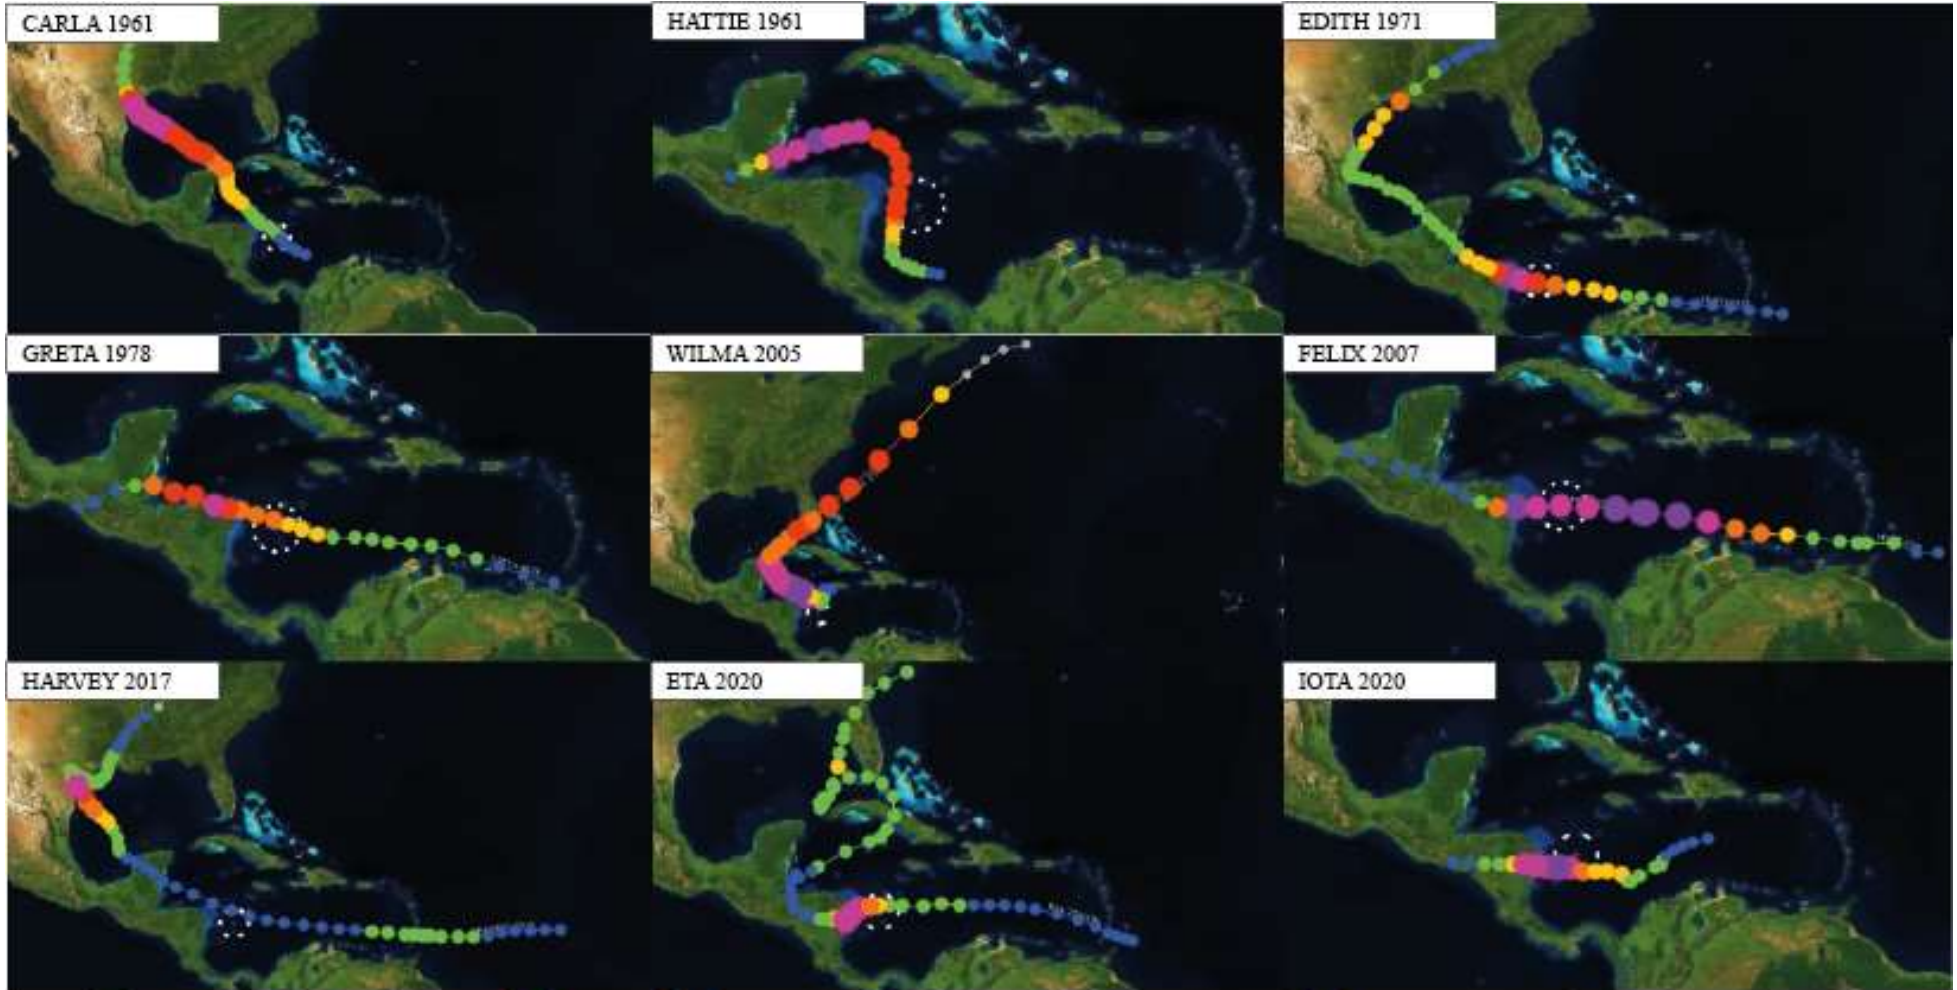 CARLA 1961
HATTIE 1961
EDITH 1971
GRETA 1978
WILMA 2005
FELIX 2007
HARVEY 2017
ETA 2020
IOTA 2020